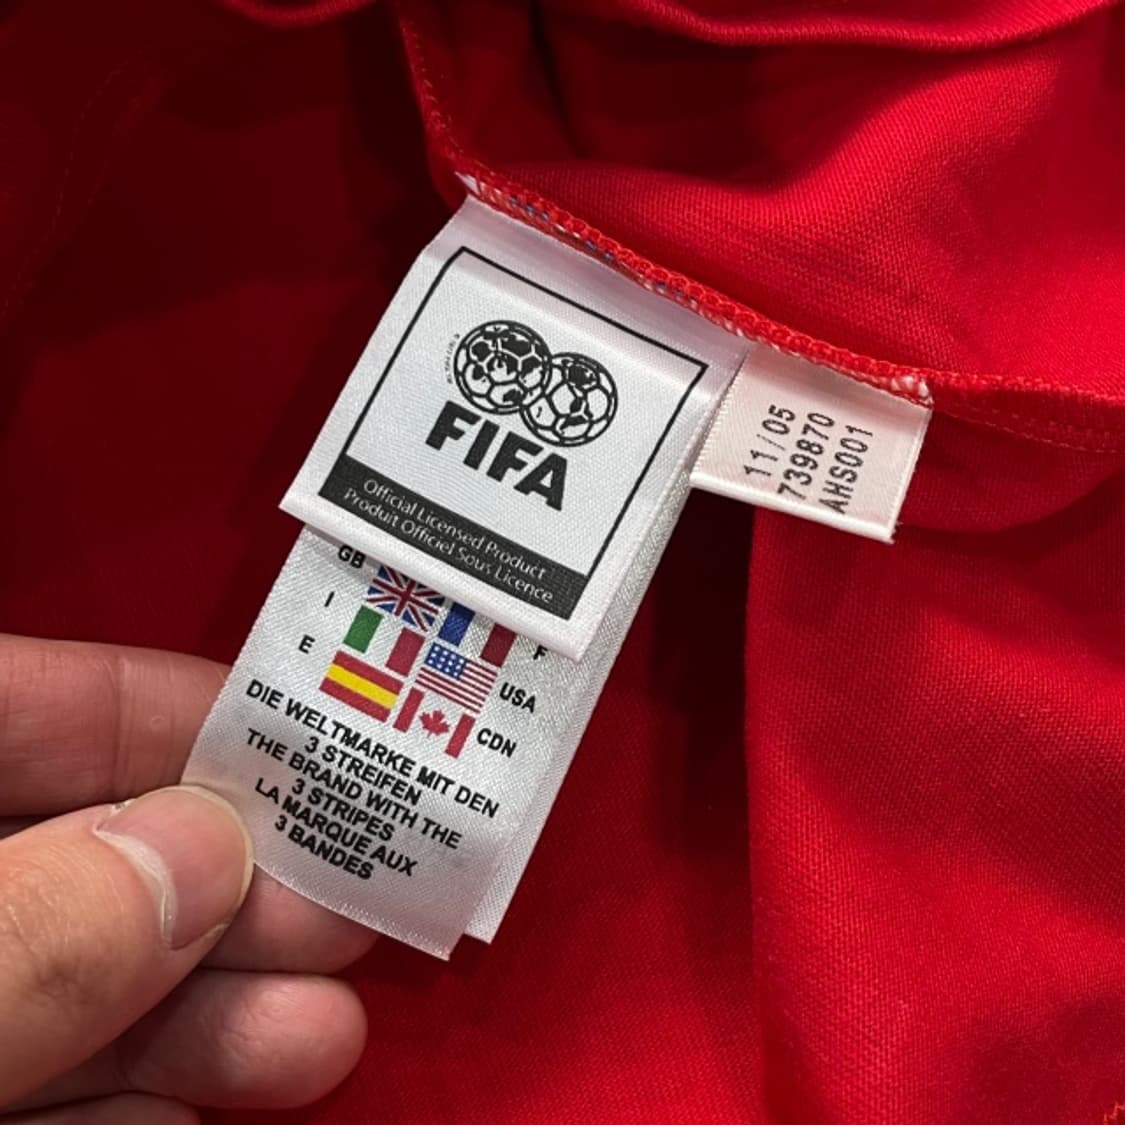 FIFA
Official Licensed Product
Produit Officiel Sous Licence
11/05
739870
AHS001
GB
F
I
USA
E
CDN
DIE WELTMARKE MIT DEN
3 STREIFEN
THE BRAND WITH THE
3 STRIPES
LA MARQUE AUX
3 BANDES